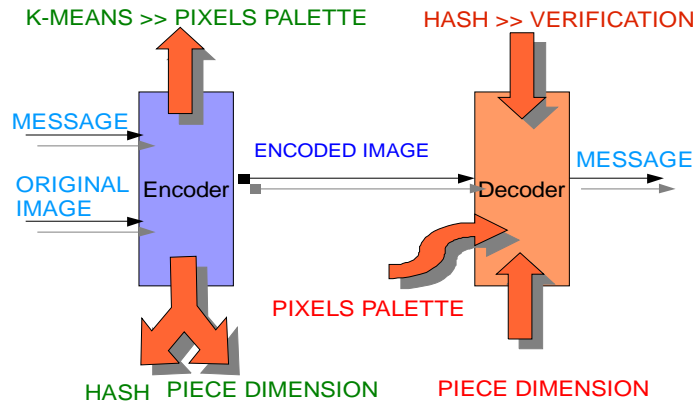 K-MEANS >> PIXELS PALETTE
HASH >> VERIFICATION
MESSAGE
ENCODED IMAGE
MESSAGE
ORIGINAL
IMAGE
Encoder
Decoder
PIXELS PALETTE
HASH
PIECE DIMENSION
PIECE DIMENSION